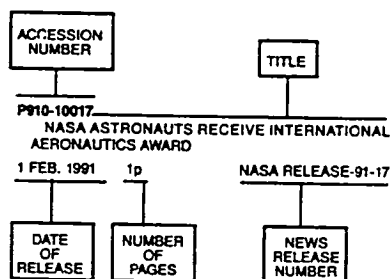 ACCESSION
NUMBER
TITLE
P910-10017
NASA ASTRONAUTS RECEIVE INTERNATIONAL
AERONAUTICS AWARD
1 FEB. 1991 1p NASA RELEASE-91-17
DATE
OF
RELEASE
NUMBER
OF
PAGES
NEWS
RELEASE
NUMBER